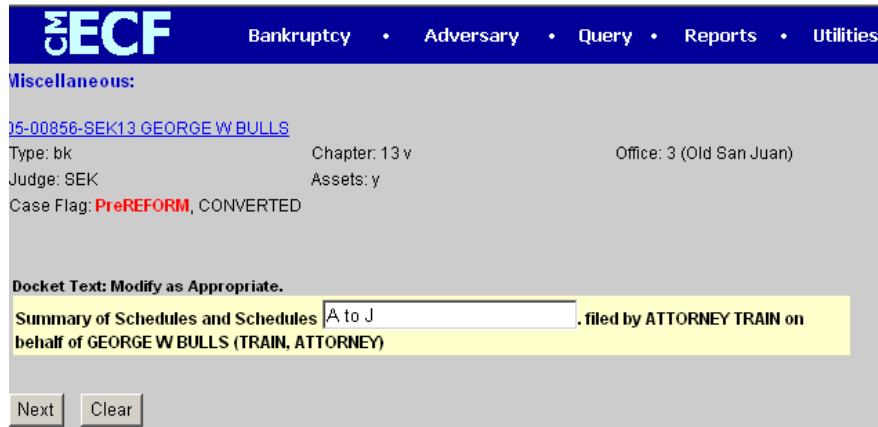 CM ECF Bankruptcy • Adversary • Query • Reports • Utilities
Miscellaneous:
05-00856-SEK13 GEORGE W BULLS
Type: bk Chapter: 13 v Office: 3 (Old San Juan)
Judge: SEK Assets: y
Case Flag: PreREFORM, CONVERTED
Docket Text: Modify as Appropriate.
Summary of Schedules and Schedules A to J . filed by ATTORNEY TRAIN on
behalf of GEORGE W BULLS (TRAIN, ATTORNEY)
Next Clear